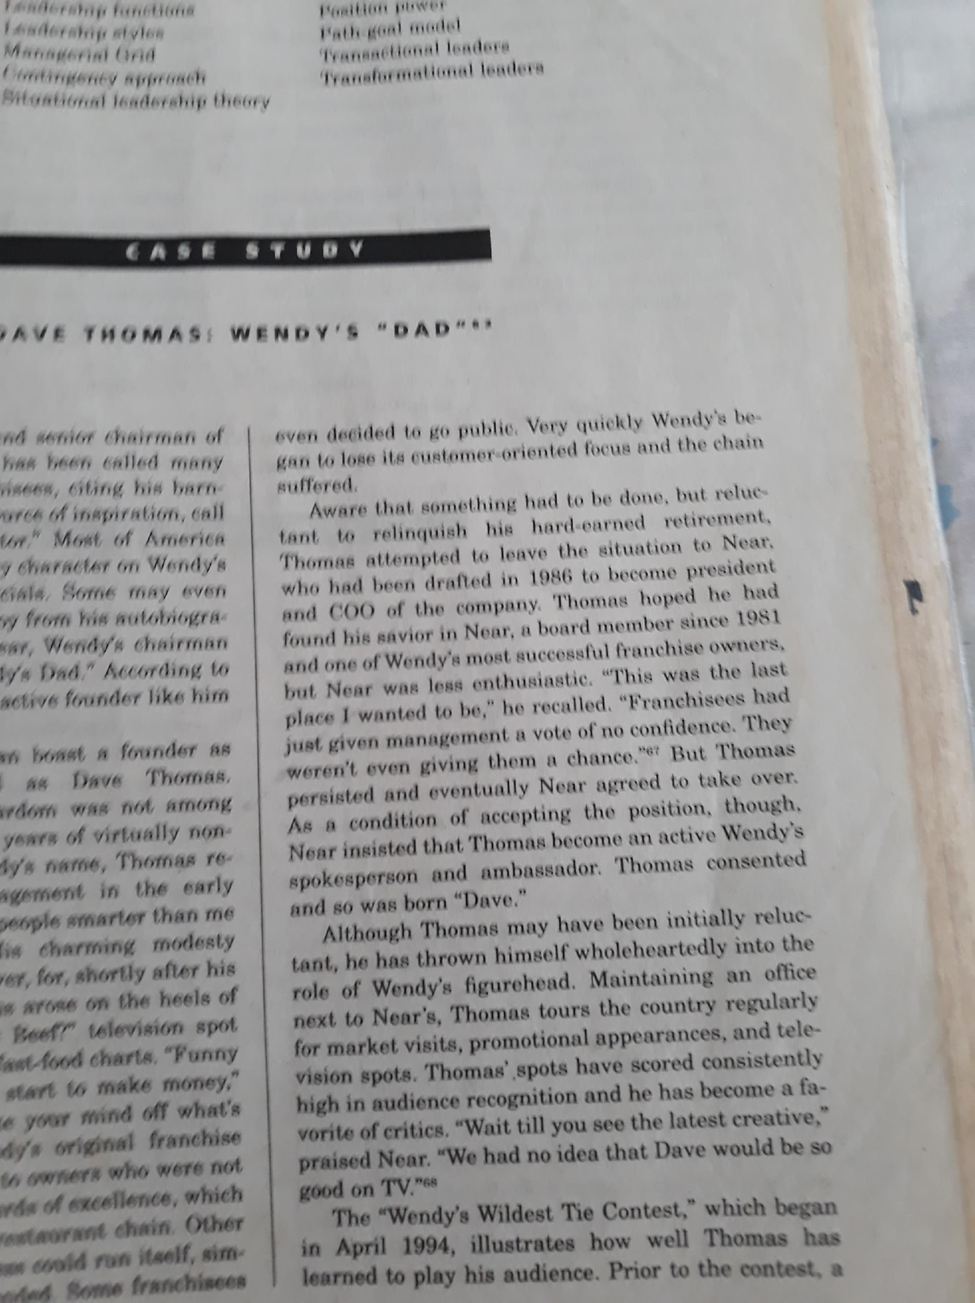 Leadership functions
Leadership styles
Managerial Grid
Contingency approach
Situational leadership theory
Position power
Path-goal model
Transactional leaders
Transformational leaders
CASE STUDY
DAVE THOMAS: WENDY'S "DAD"
nd senior chairman of
has been called many
isees, citing his barn-
urce of inspiration, call
tor." Most of America
y character on Wendy's
cials. Some may even
by from his autobiogra-
ear, Wendy's chairman
dy's Dad." According to
active founder like him
an boast a founder as
as Dave Thomas.
ardom was not among
years of virtually non-
dy's name, Thomas re-
agement in the early
people smarter than me
His charming modesty
ver, for, shortly after his
s arose on the heels of
Beef?" television spot
fast-food charts. "Funny
start to make money,"
e your mind off what's
dy's original franchise
to owners who were not
rds of excellence, which
restaurant chain. Other
ess could run itself, sim-
eded. Some franchisees
even decided to go public. Very quickly Wendy's be-
gan to lose its customer-oriented focus and the chain
suffered.
Aware that something had to be done, but reluc-
tant to relinquish his hard-earned retirement,
Thomas attempted to leave the situation to Near,
who had been drafted in 1986 to become president
and COO of the company. Thomas hoped he had
found his savior in Near, a board member since 1981
and one of Wendy's most successful franchise owners,
but Near was less enthusiastic. "This was the last
place I wanted to be," he recalled. "Franchisees had
just given management a vote of no confidence. They
weren't even giving them a chance."67 But Thomas
persisted and eventually Near agreed to take over.
As a condition of accepting the position, though,
Near insisted that Thomas become an active Wendy's
spokesperson and ambassador. Thomas consented
and so was born "Dave."
Although Thomas may have been initially reluc-
tant, he has thrown himself wholeheartedly into the
role of Wendy's figurehead. Maintaining an office
next to Near's, Thomas tours the country regularly
for market visits, promotional appearances, and tele-
vision spots. Thomas' spots have scored consistently
high in audience recognition and he has become a fa-
vorite of critics. "Wait till you see the latest creative,"
praised Near. "We had no idea that Dave would be so
good on TV."68
The "Wendy's Wildest Tie Contest," which began
in April 1994, illustrates how well Thomas has
learned to play his audience. Prior to the contest, a